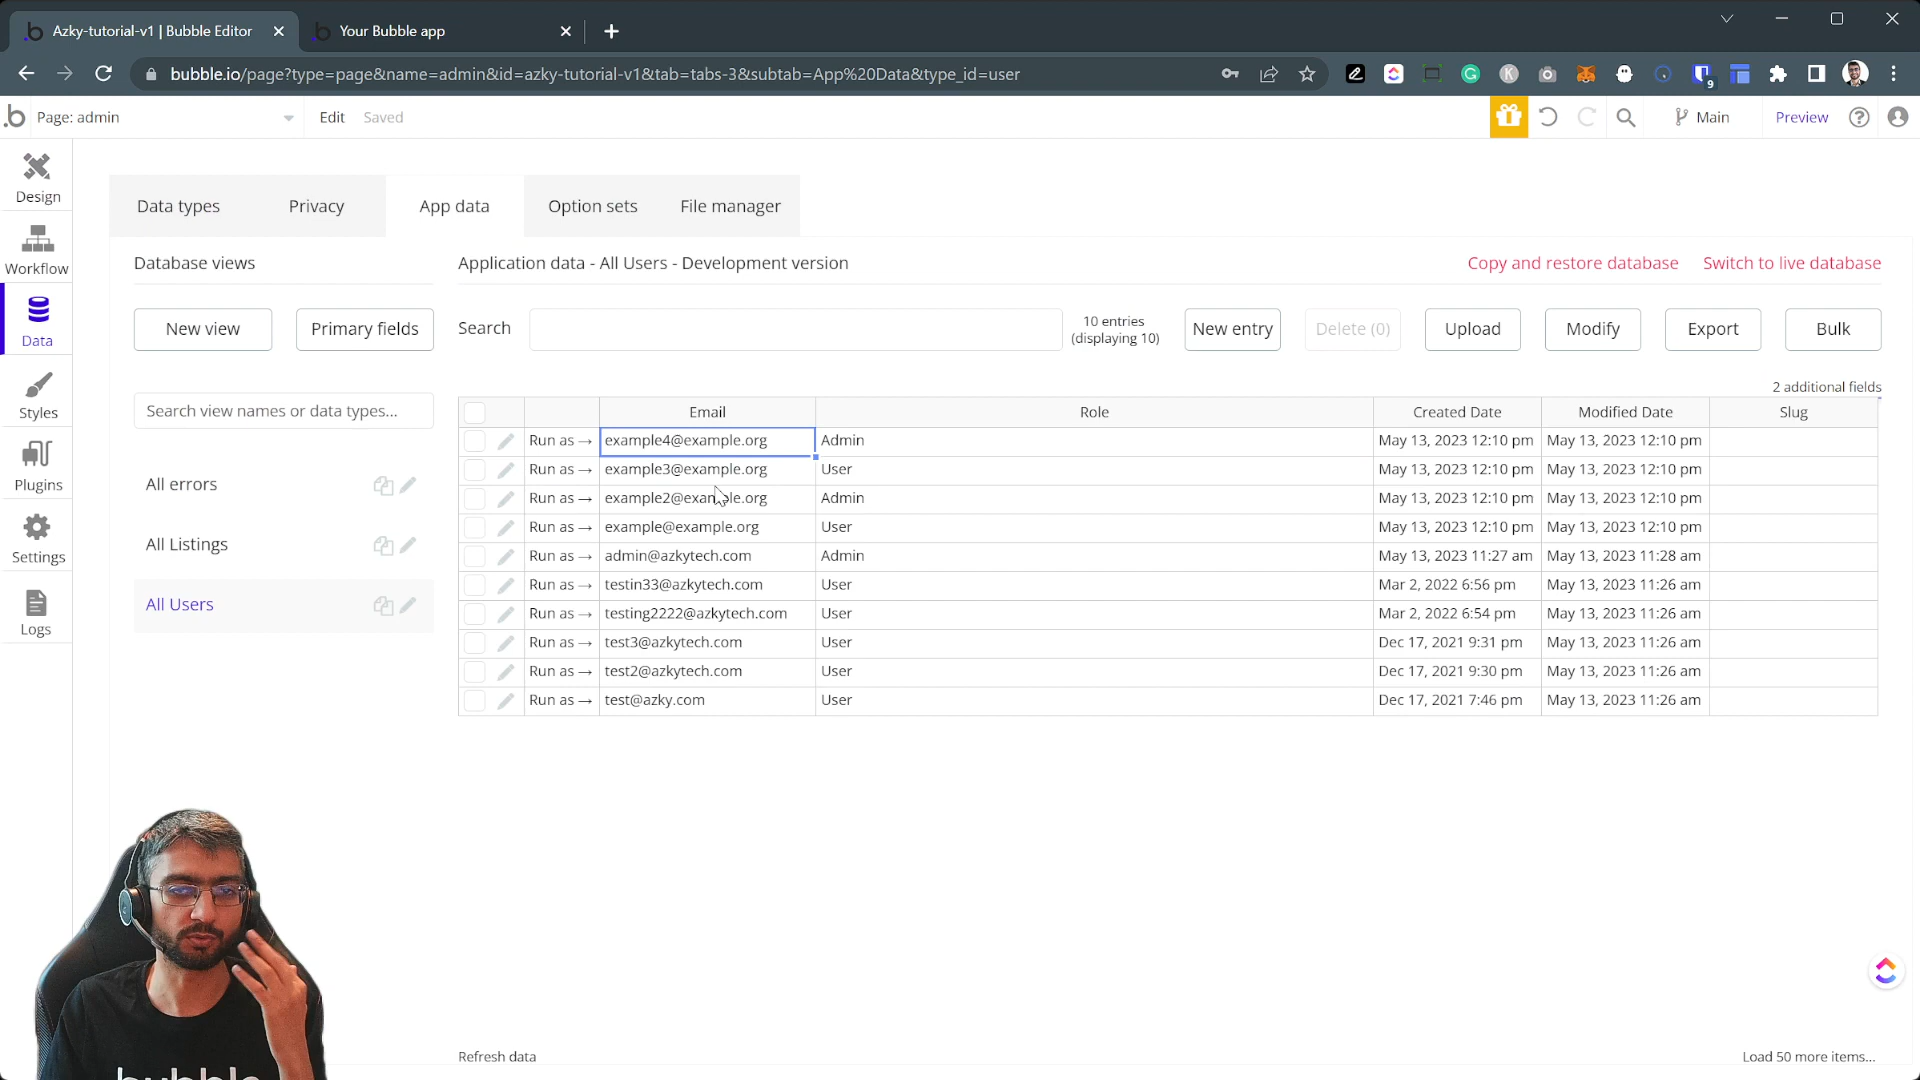 Azky-tutorial-v1 | Bubble Editor
Your Bubble app
bubble.io/page?type=page&name=admin&id=azky-tutorial-v1&tab=tabs-3&subtab=App%20Data&type_id=user
9
Page: admin
Edit
Saved
Main
Preview
Design
Workflow
Data
Styles
Plugins
Settings
Logs
Data types
Privacy
App data
Option sets
File manager
Database views
Application data - All Users - Development version
Copy and restore database
Switch to live database
New view
Primary fields
Search
10 entries
(displaying 10)
New entry
Delete (0)
Upload
Modify
Export
Bulk
2 additional fields
Search view names or data types...
All errors
All Listings
All Users
Email Role Created Date Modified Date Slug
Run as → example4@example.org Admin May 13, 2023 12:10 pm May 13, 2023 12:10 pm
Run as → example3@example.org User May 13, 2023 12:10 pm May 13, 2023 12:10 pm
Run as → example2@example.org Admin May 13, 2023 12:10 pm May 13, 2023 12:10 pm
Run as → example@example.org User May 13, 2023 12:10 pm May 13, 2023 12:10 pm
Run as → admin@azkytech.com Admin May 13, 2023 11:27 am May 13, 2023 11:28 am
Run as → testin33@azkytech.com User Mar 2, 2022 6:56 pm May 13, 2023 11:26 am
Run as → testing2222@azkytech.com User Mar 2, 2022 6:54 pm May 13, 2023 11:26 am
Run as → test3@azkytech.com User Dec 17, 2021 9:31 pm May 13, 2023 11:26 am
Run as → test2@azkytech.com User Dec 17, 2021 9:30 pm May 13, 2023 11:26 am
Run as → test@azky.com User Dec 17, 2021 7:46 pm May 13, 2023 11:26 am
Refresh data
Load 50 more items...
bubble